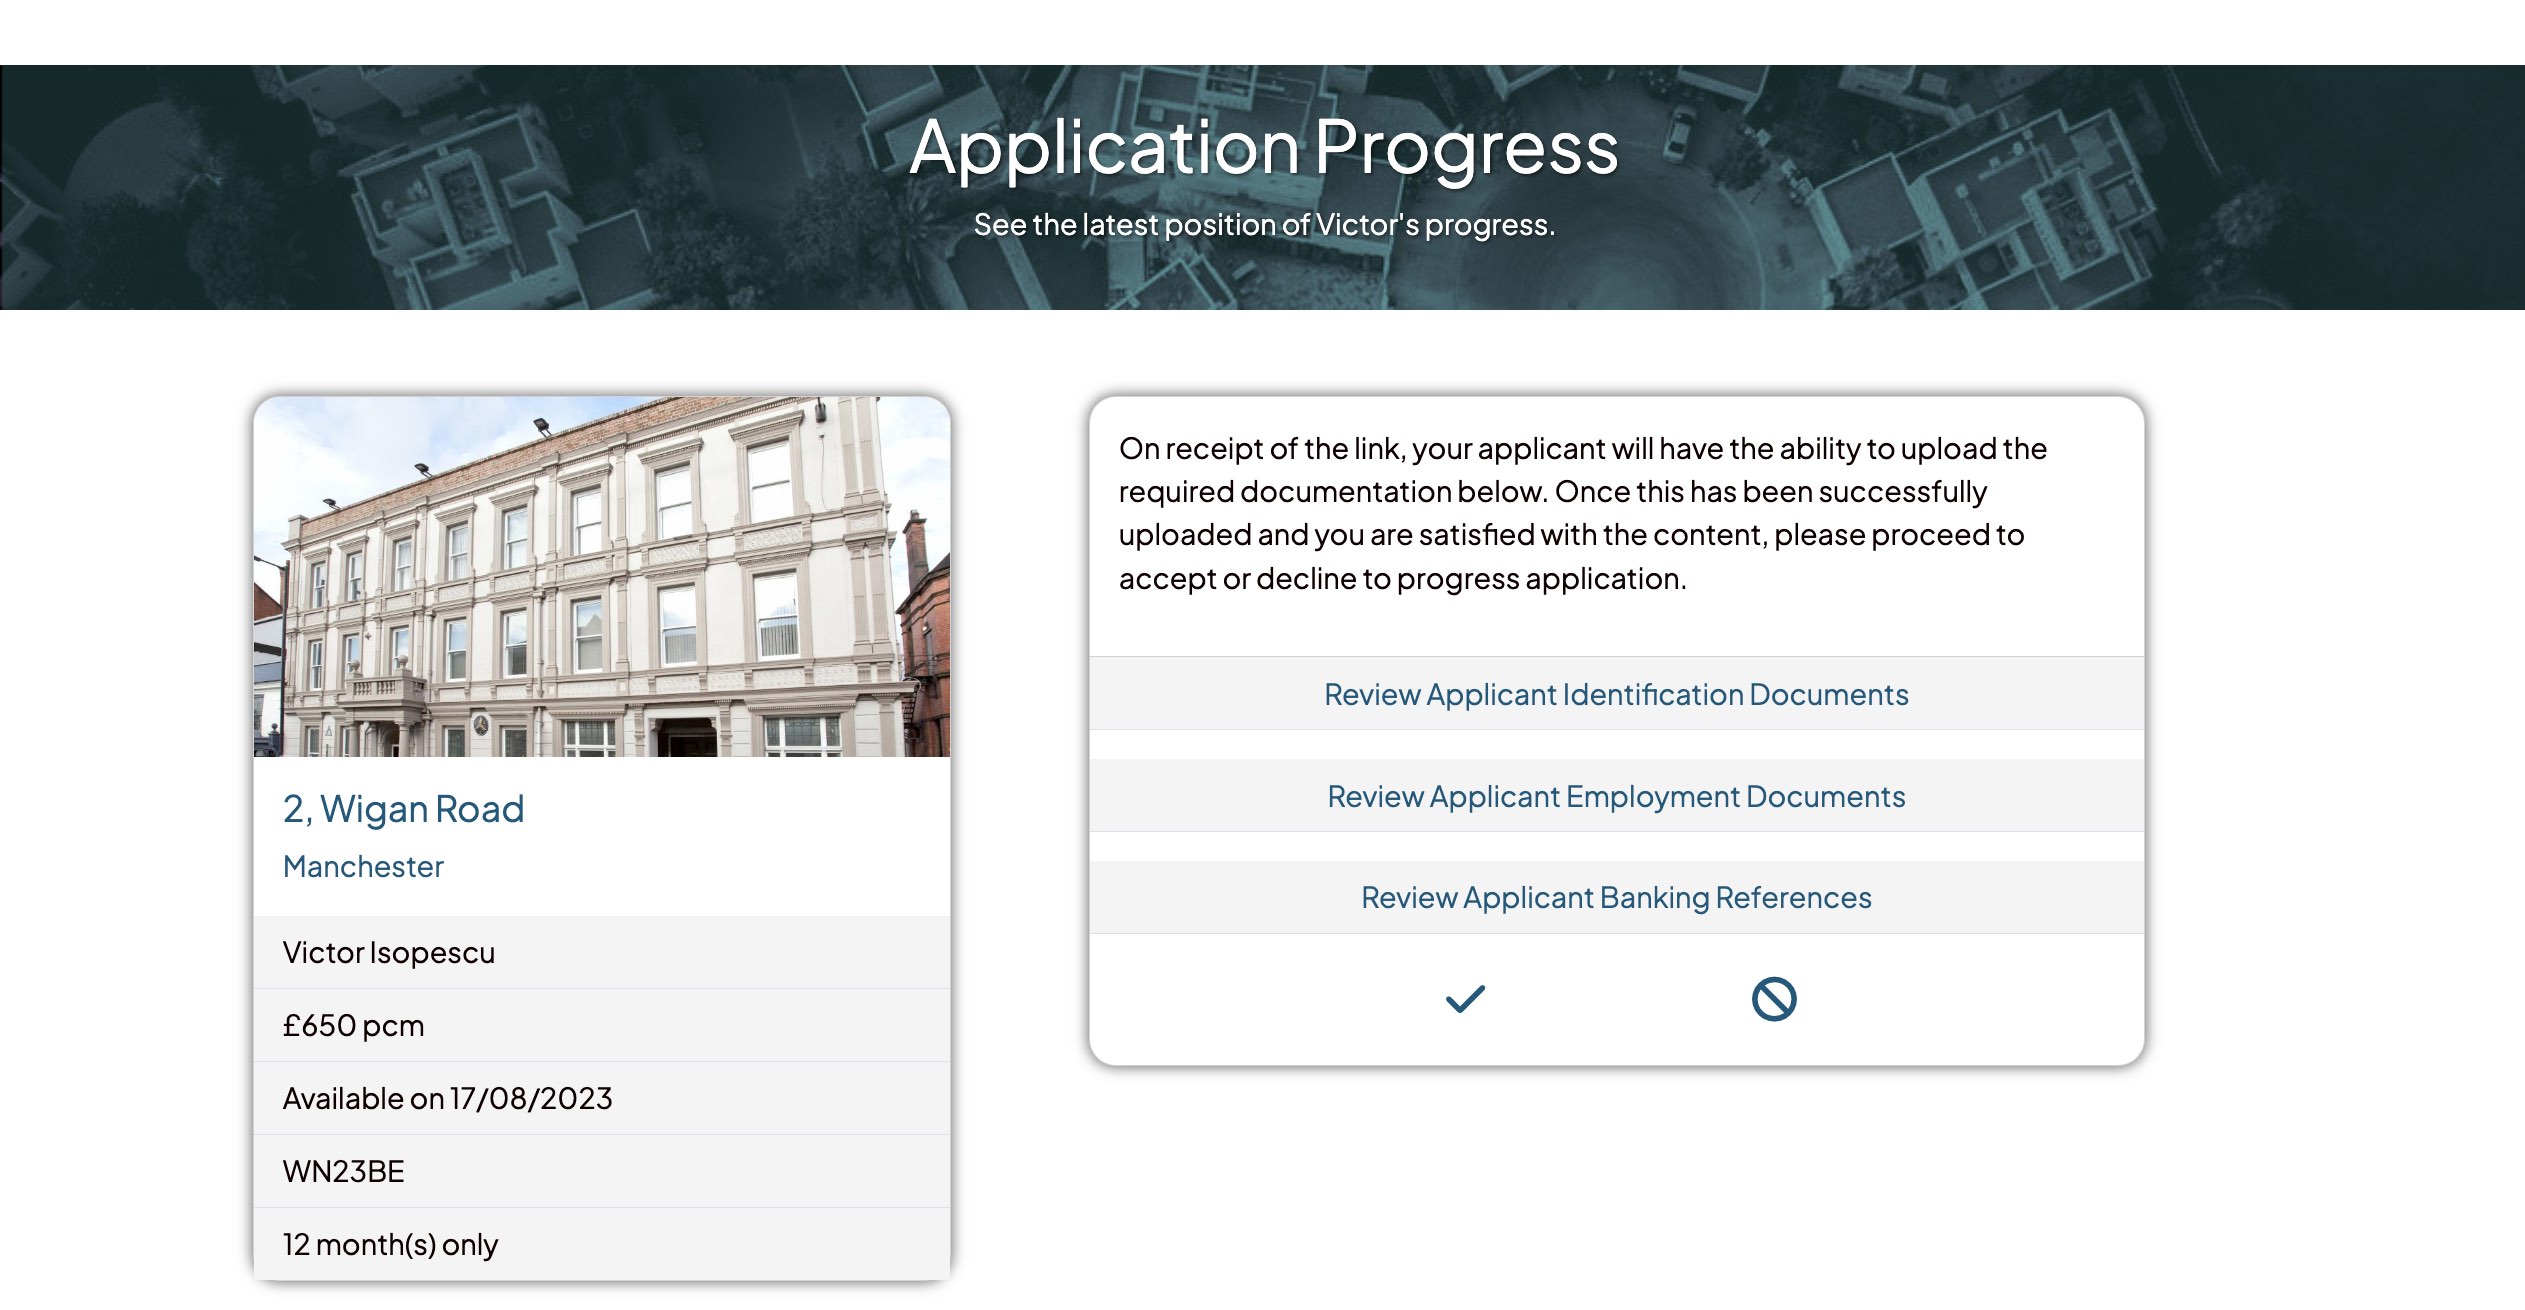 Application Progress
See the latest position of Victor's progress.
2, Wigan Road
Manchester
Victor Isopescu
£650 pcm
Available on 17/08/2023
WN23BE
12 month(s) only
On receipt of the link, your applicant will have the ability to upload the
required documentation below. Once this has been successfully
uploaded and you are satisfied with the content, please proceed to
accept or decline to progress application.
Review Applicant Identification Documents
Review Applicant Employment Documents
Review Applicant Banking References